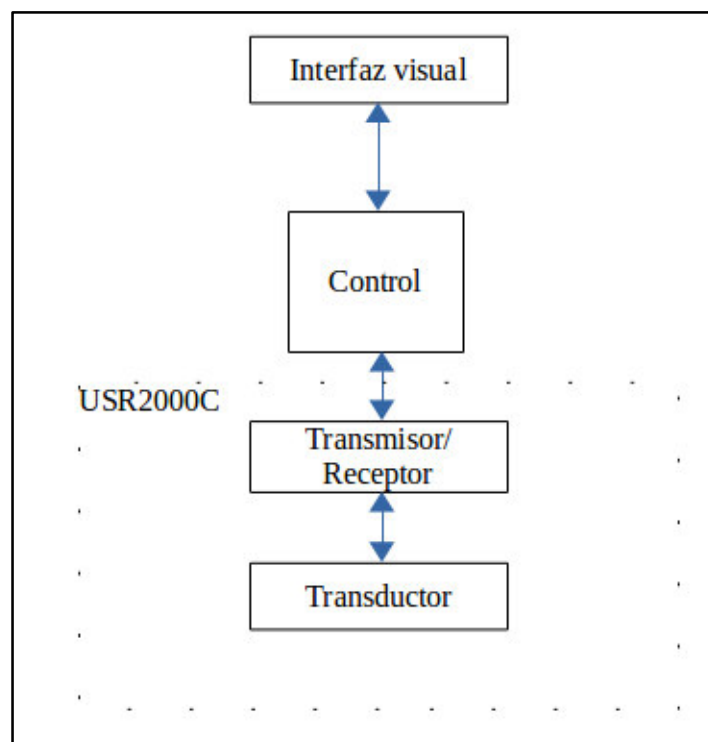 Interfaz visual
Control
USR2000C
Transmisor/
Receptor
Transductor